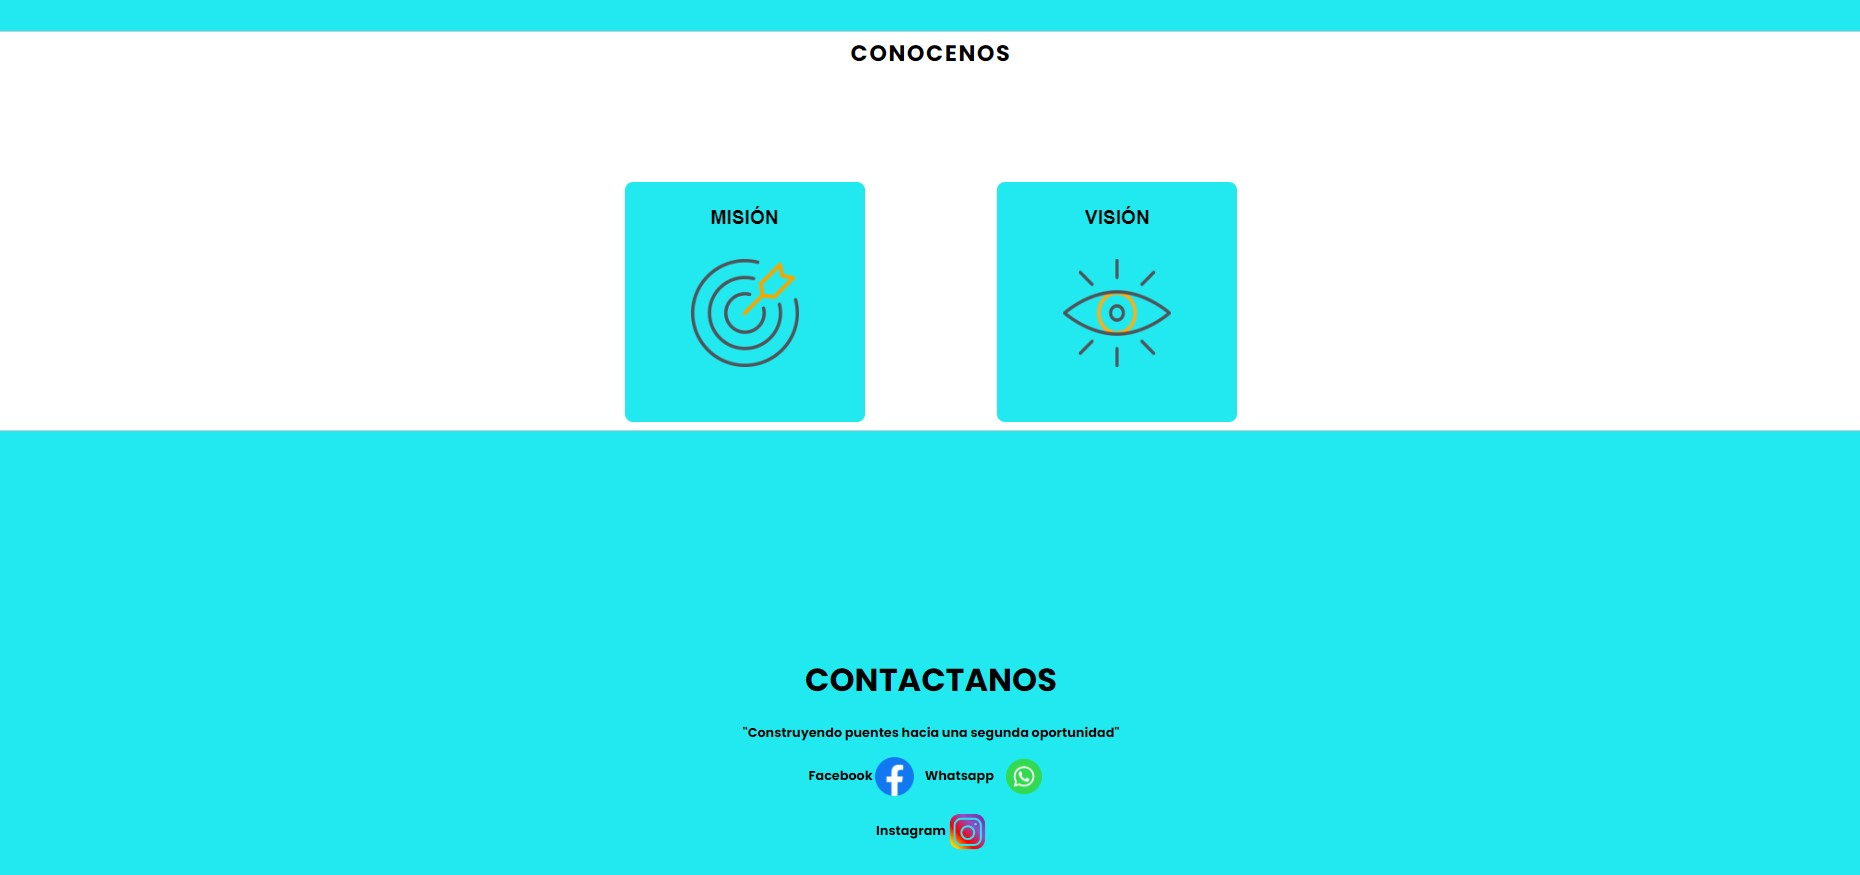 CONOCENOS
MISIÓN
VISIÓN
CONTACTANOS
"Construyendo puentes hacia una segunda oportunidad"
Facebook Whatsapp
Instagram